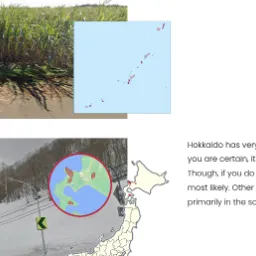 Hokkaido has very
you are certain, it
Though, if you do
most likely. Other
primarily in the so